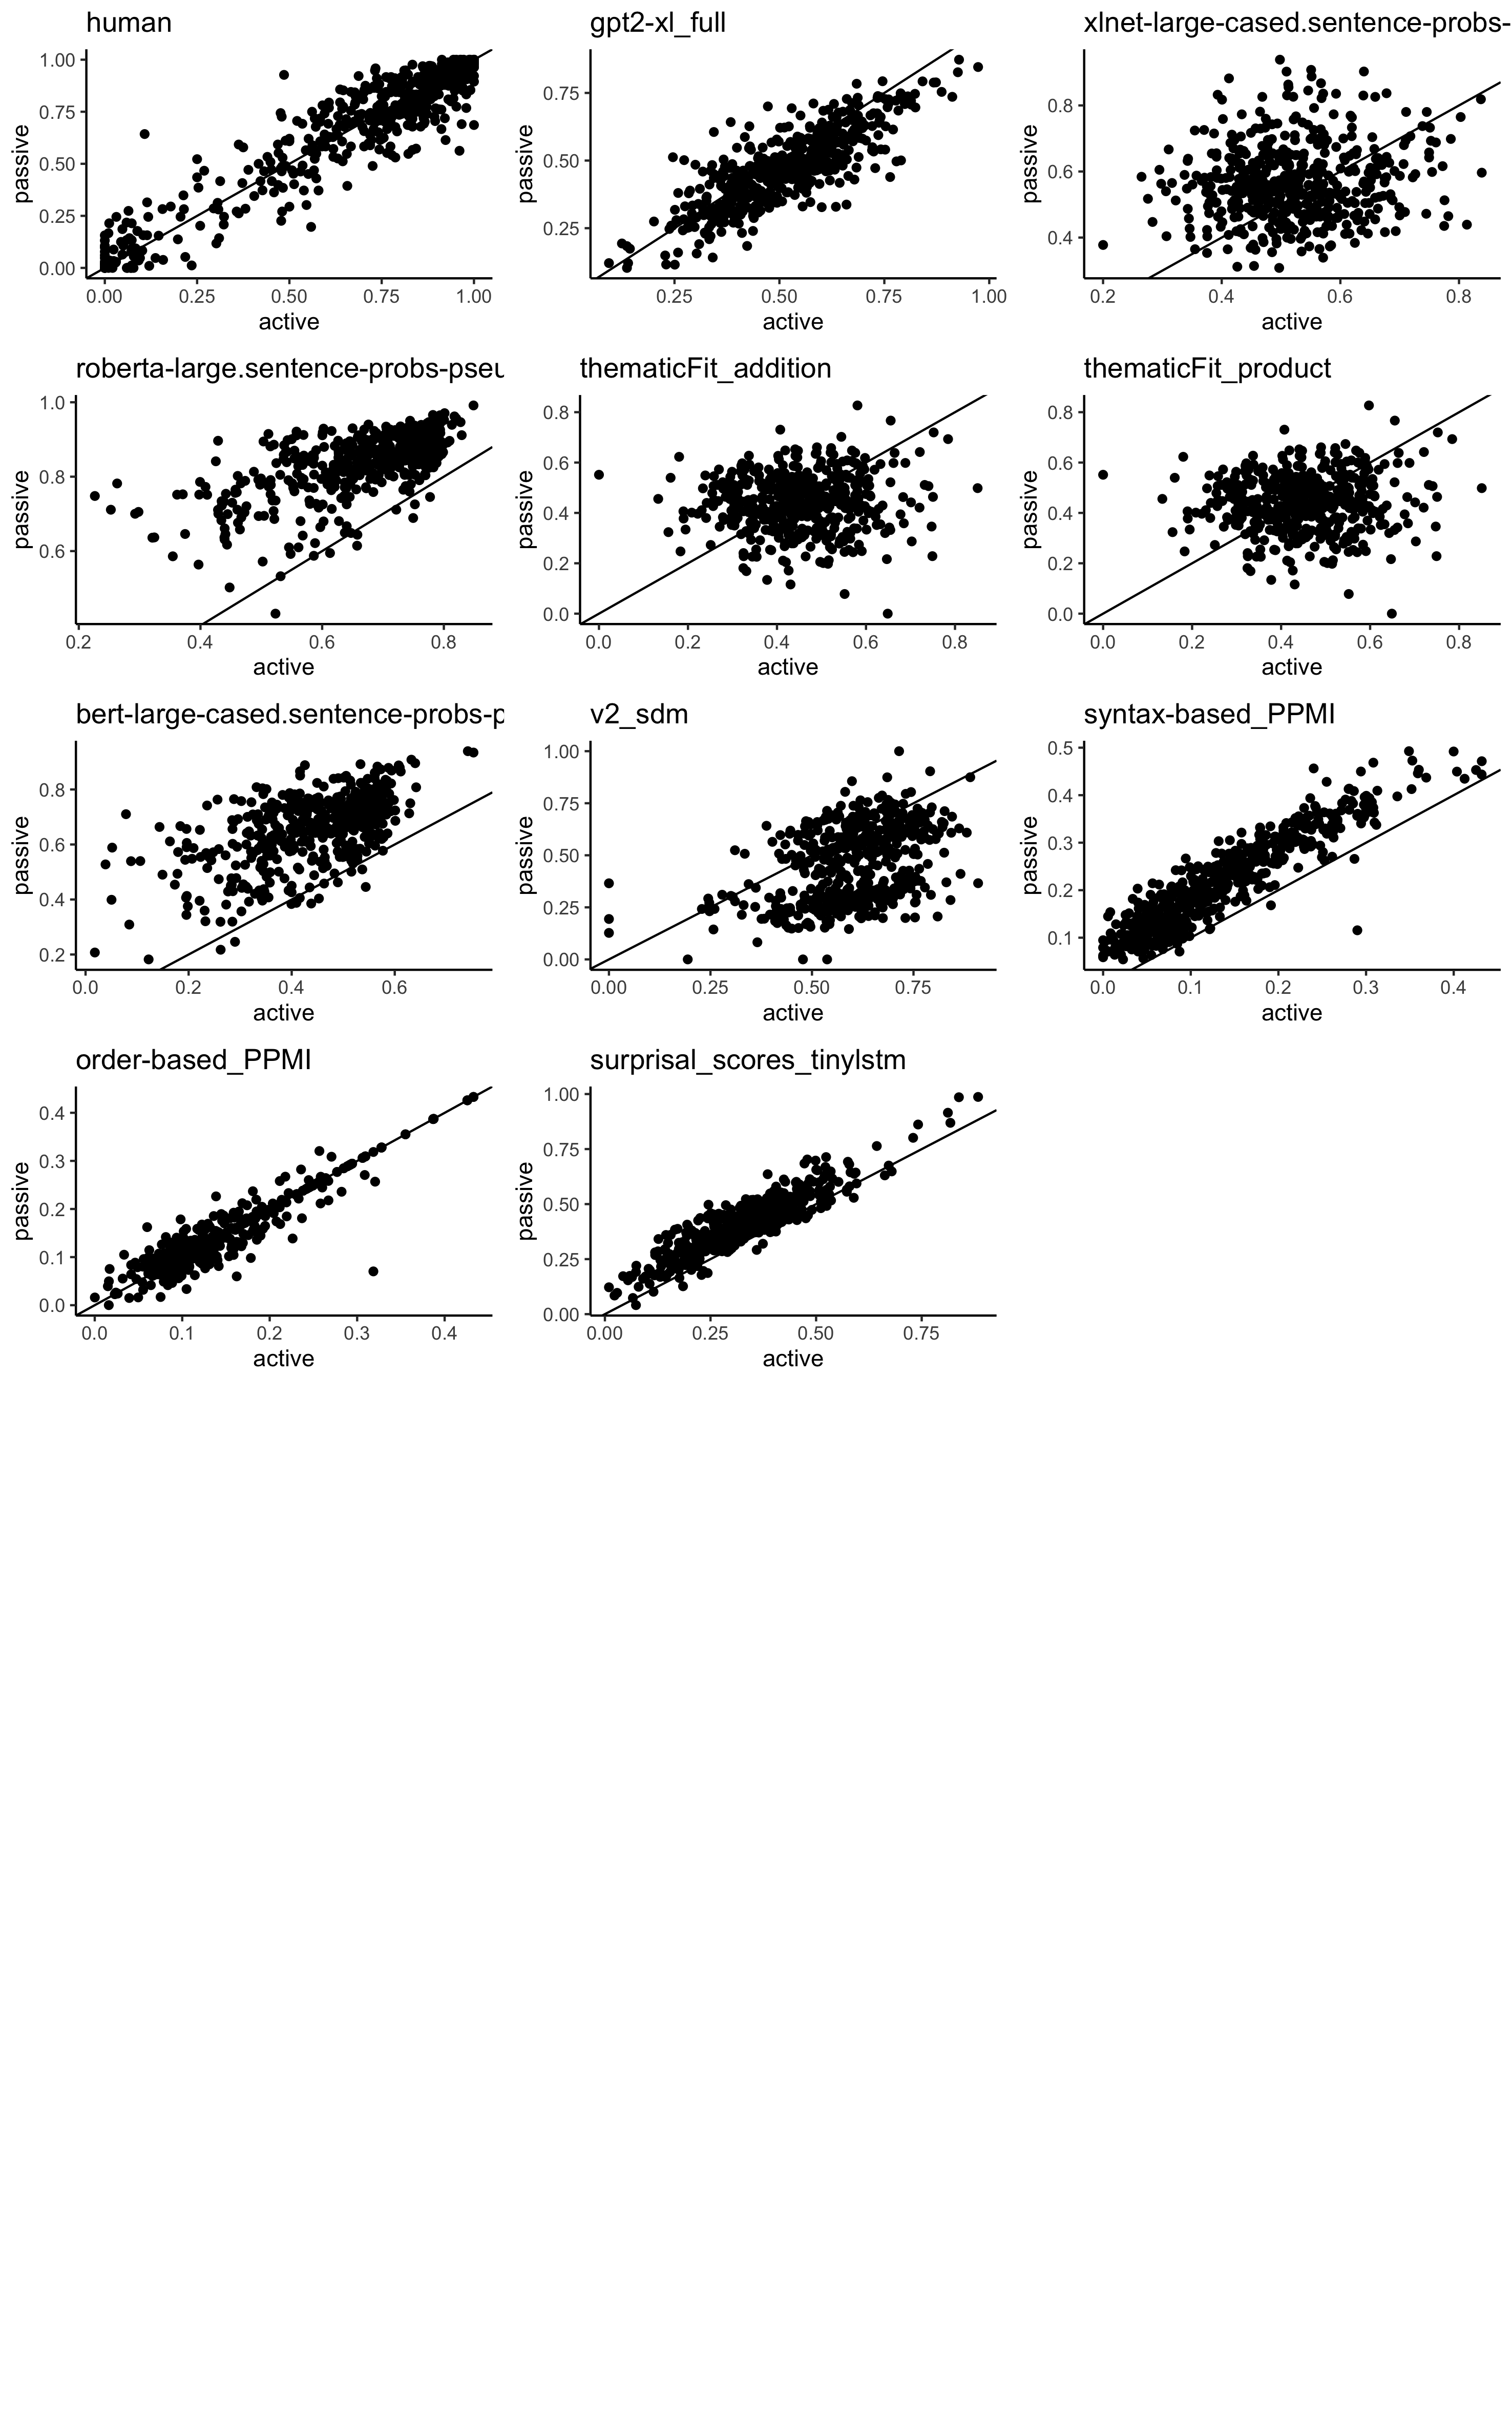 human
gpt2-xl_full
xlnet-large-cased.sentence-probs-
passive
1.00
0.75
0.50
0.25
0.00
0.00 0.25 0.50 0.75 1.00
active
passive
0.75
0.50
0.25
0.25 0.50 0.75 1.00
active
passive
0.8
0.6
0.4
0.2 0.4 0.6 0.8
active
roberta-large.sentence-probs-pseu
thematicFit_addition
thematicFit_product
passive
1.0
0.8
0.6
0.2 0.4 0.6 0.8
active
passive
0.8
0.6
0.4
0.2
0.0
0.0 0.2 0.4 0.6 0.8
active
passive
0.8
0.6
0.4
0.2
0.0
0.0 0.2 0.4 0.6 0.8
active
bert-large-cased.sentence-probs-p
v2_sdm
syntax-based_PPMI
passive
0.8
0.6
0.4
0.2
0.0 0.2 0.4 0.6
active
passive
1.00
0.75
0.50
0.25
0.00
0.00 0.25 0.50 0.75
active
passive
0.5
0.4
0.3
0.2
0.1
0.0 0.1 0.2 0.3 0.4
active
order-based_PPMI
surprisal_scores_tinylstm
passive
0.4
0.3
0.2
0.1
0.0
0.0 0.1 0.2 0.3 0.4
active
passive
1.00
0.75
0.50
0.25
0.00
0.00 0.25 0.50 0.75
active